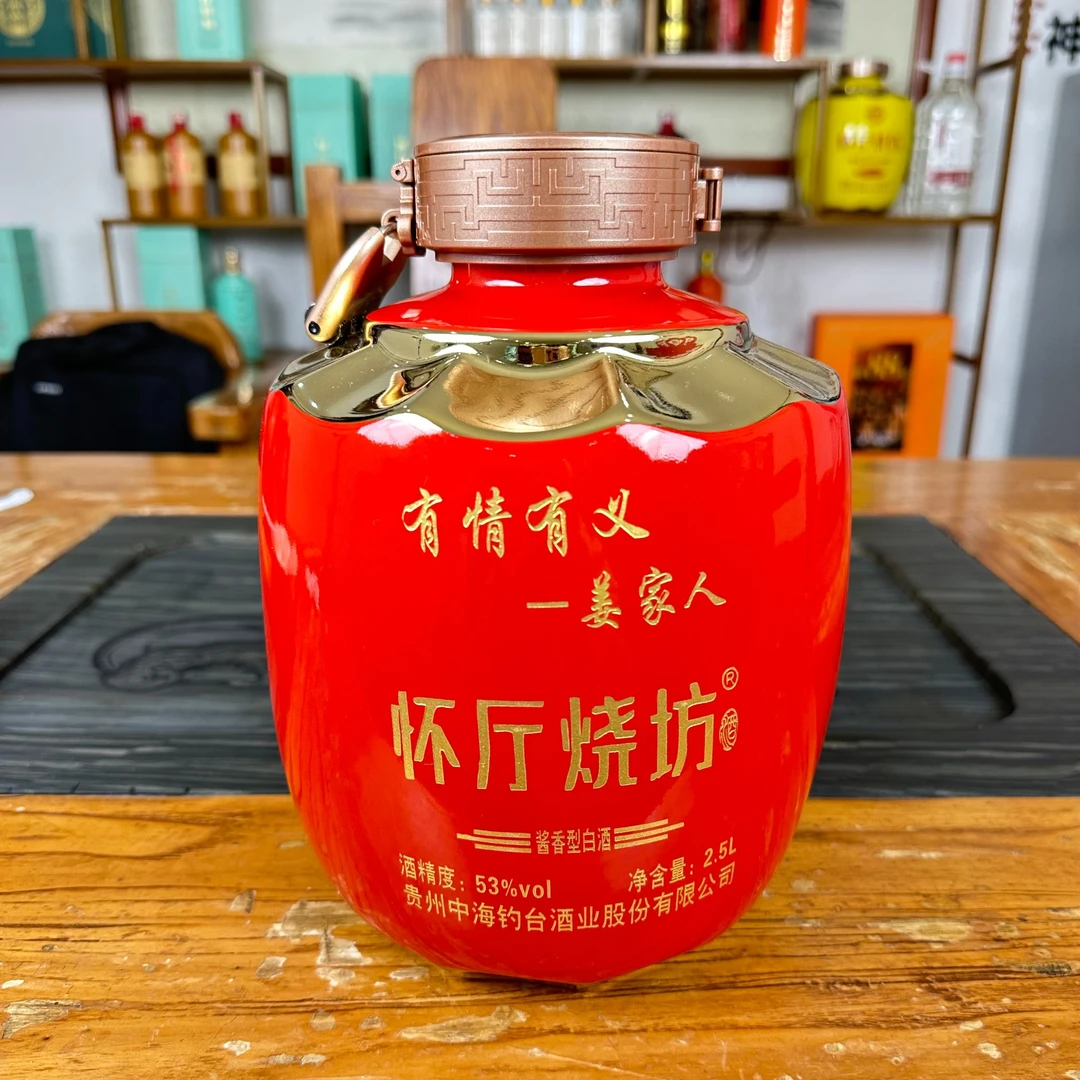 神
有情有义
—姜家人
怀厅烧坊®
酒
酱香型白酒
酒精度：53%vol 净含量：2.5L
贵州中海钓台酒业股份有限公司